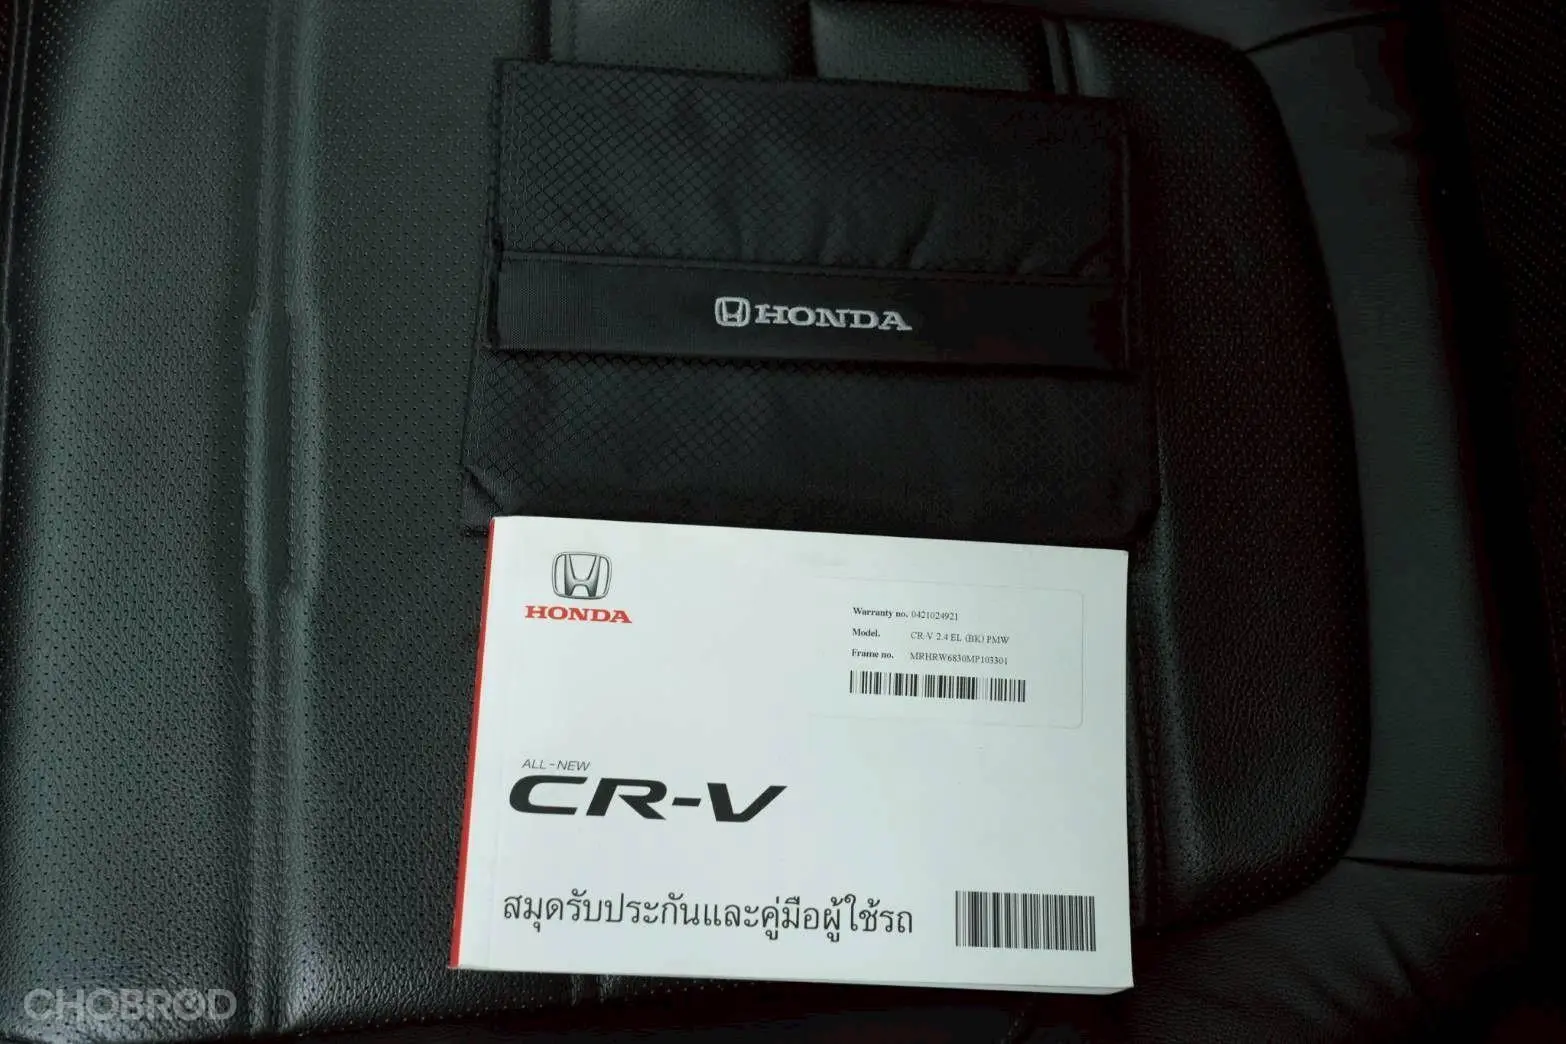 HONDA
HONDA
Warranty no. 0421024921
Model. CR-V 2.4 EL (BK) PMW
Frame no. MRHRW6830MP103301
ALL-NEW
CR-V
สมุดรับประกันและคู่มือผู้ใช้รถ
CHOBROD